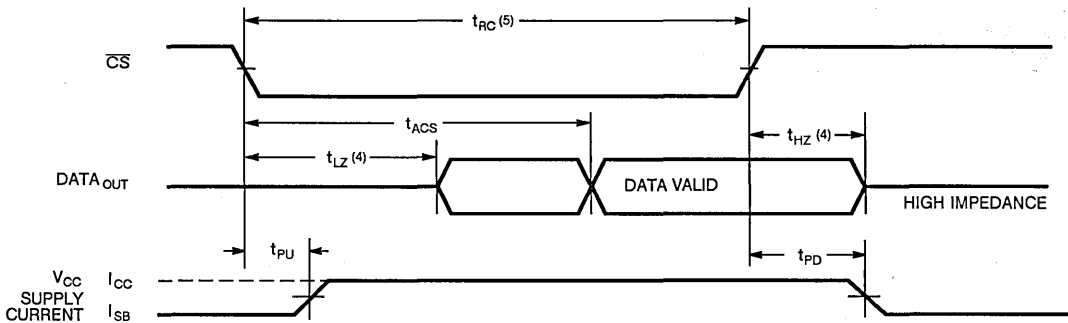 tRC (5)
CS
tACS
tLZ (4)
tHZ (4)
DATA OUT
DATA VALID
HIGH IMPEDANCE
tPU
tPD
VCC ICC
SUPPLY
CURRENT ISB